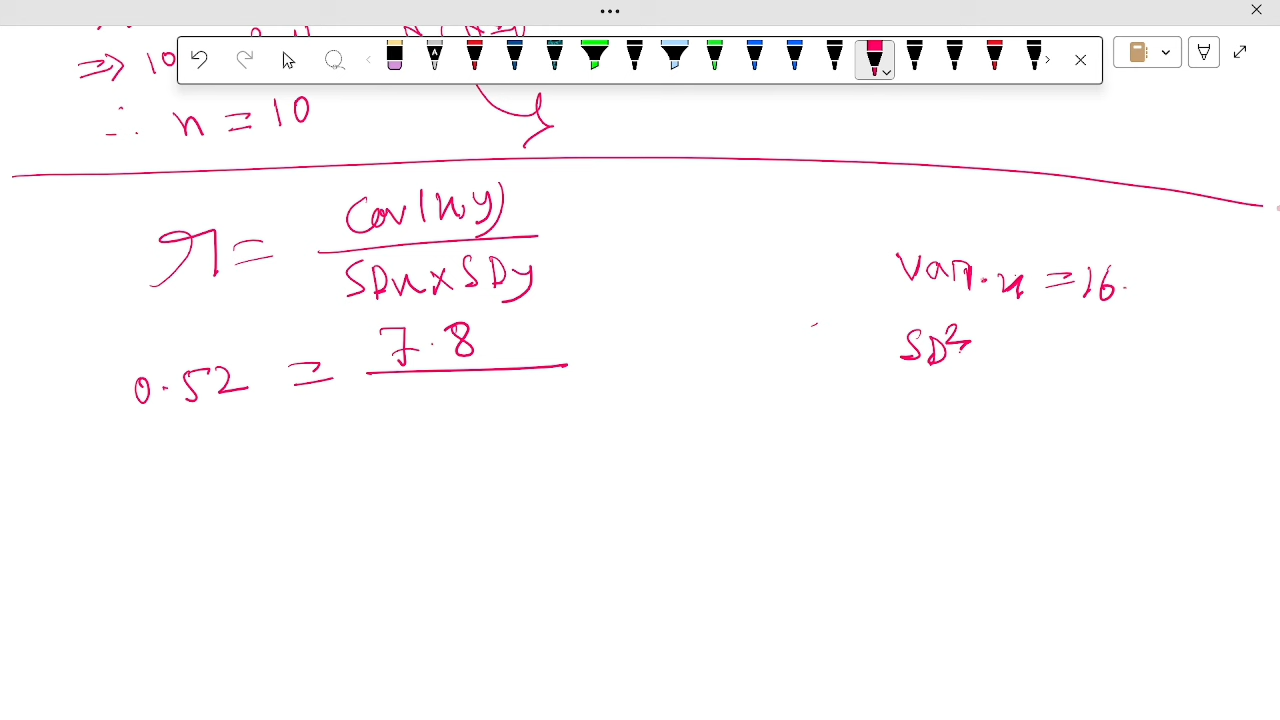 ⇒ 10
∴ n = 10
r = Cov(x,y) / SDx × SDy
0.52 = 7.8
Var. x = 16.
SD²